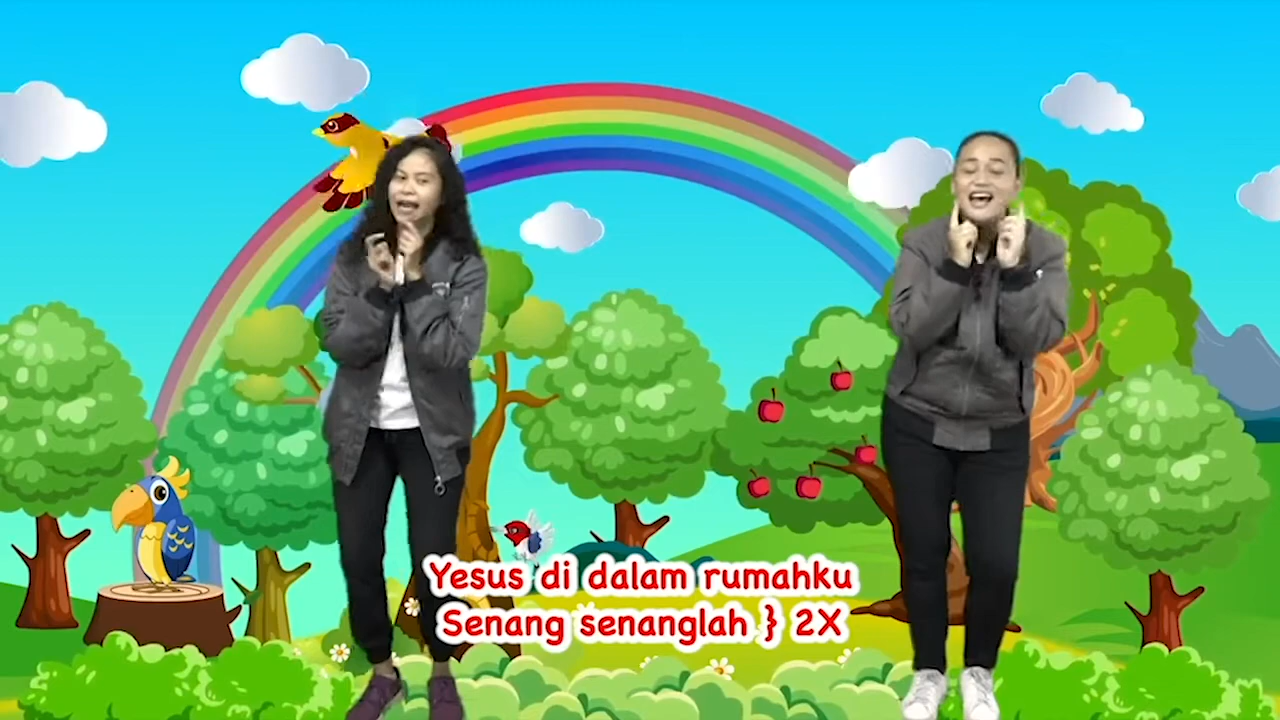 Yesus di dalam rumahku
Senang senanglah } 2X